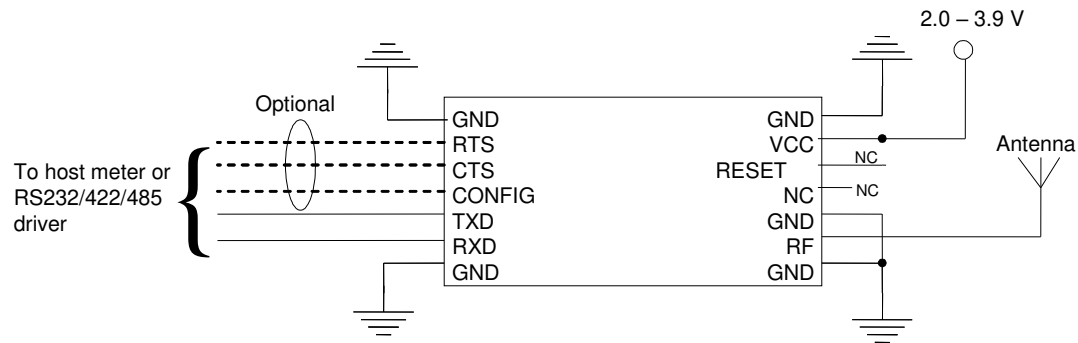 2.0 – 3.9 V
Optional
To host meter or
RS232/422/485
driver
GND
RTS
CTS
CONFIG
TXD
RXD
GND
GND
VCC
RESET
NC
GND
RF
GND
NC
NC
Antenna